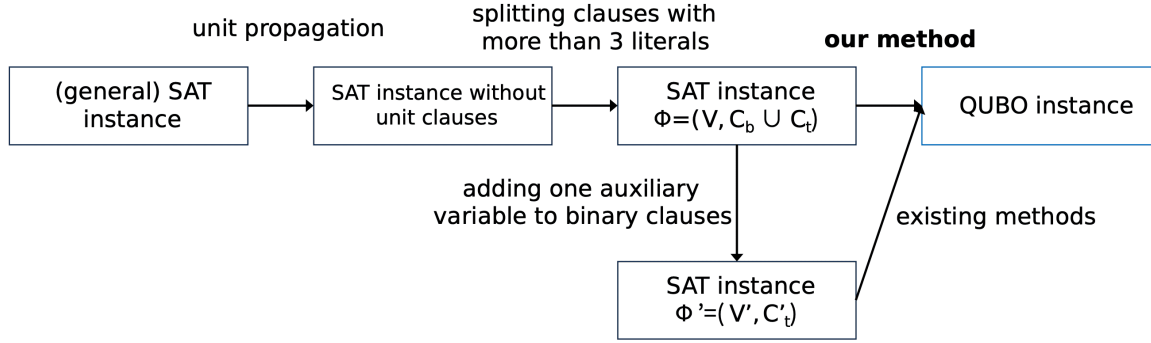 unit propagation
splitting clauses with
more than 3 literals
our method
(general) SAT
instance
SAT instance without
unit clauses
SAT instance
Φ=(V, C_b ∪ C_t)
QUBO instance
adding one auxiliary
variable to binary clauses
existing methods
SAT instance
Φ'=(V', C'_t)